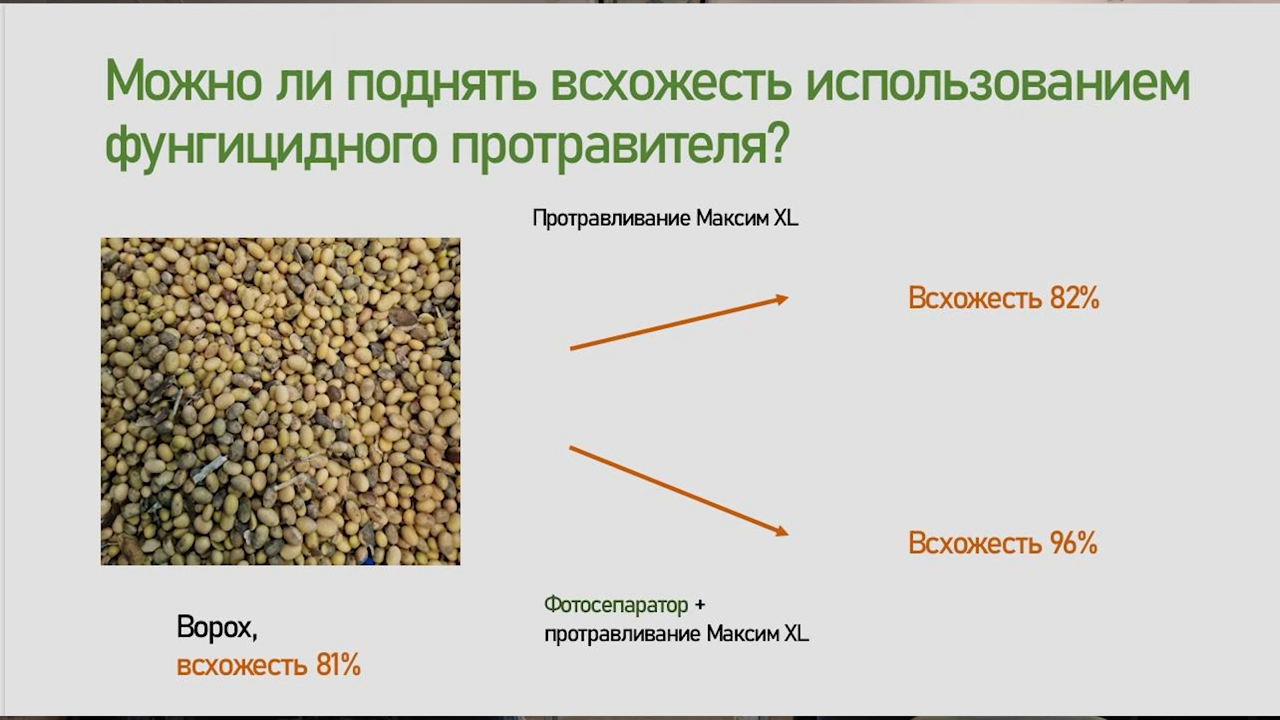 Можно ли поднять всхожесть использованием
фунгицидного протравителя?
Протравливание Максим XL
Всхожесть 82%
Всхожесть 96%
Фотосепаратор +
протравливание Максим XL
Ворох,
всхожесть 81%